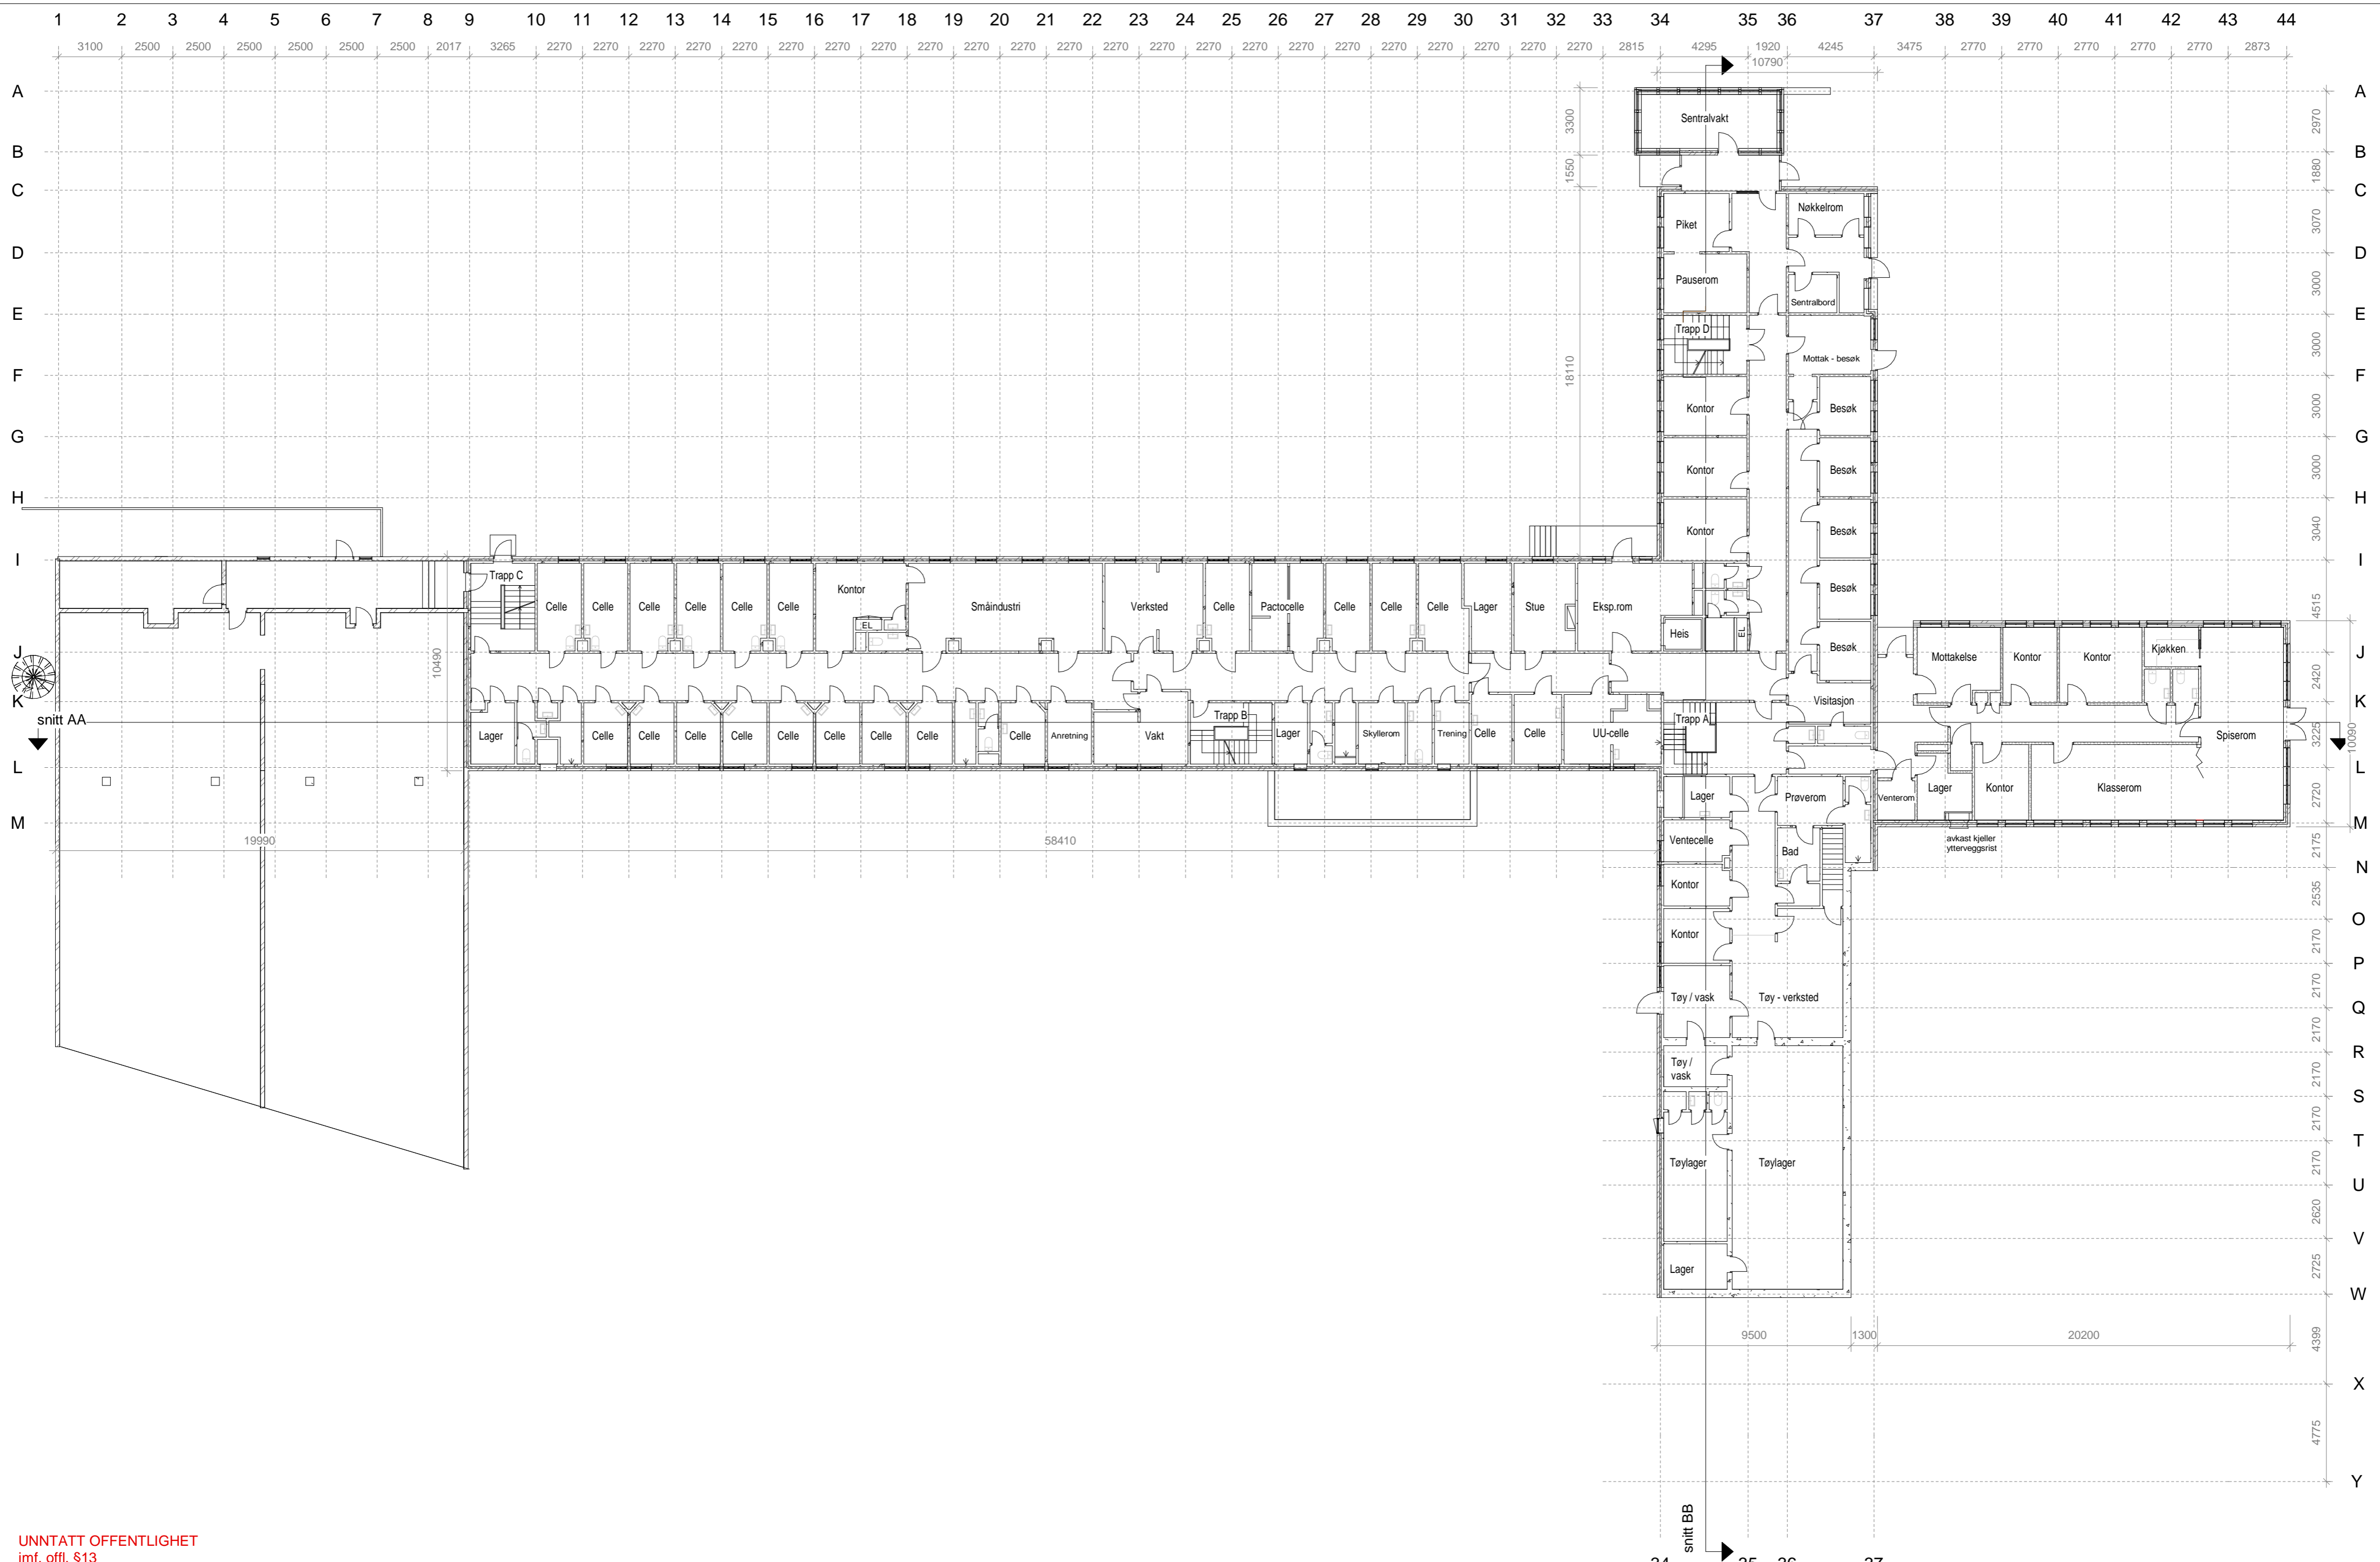 1 2 3 4 5 6 7 8 9 10 11 12 13 14 15 16 17 18 19 20 21 22 23 24 25 26 27 28 29 30 31 32 33 34 35 36 37 38 39 40 41 42 43 44
3100 2500 2500 2500 2500 2500 2500 2017 3265 2270 2270 2270 2270 2270 2270 2270 2270 2270 2270 2270 2270 2270 2270 2270 2270 2270 2270 2270 2270 2270 2270 2270 2815 4295 1920 4245 3475 2770 2770 2770 2770 2770 2873
10790
A A
3300 Sentralvakt 2970
B B
1550 1880
C C
Nøkkelrom
Piket 3070
D D
Pauserom 3000
Sentralbord
E E
Trapp D
Mottak - besøk 3000
F F
18110
Kontor Besøk 3000
G G
Kontor Besøk 3000
H H
Kontor Besøk 3040
I I
Trapp C
Kontor Besøk
Celle Celle Celle Celle Celle Celle Småindustri Verksted Celle Pactocelle Celle Celle Celle Lager Stue Eksp.rom 4515
EL
Heis EL
Besøk
J J
Mottakelse Kontor Kontor Kjøkken
10490 2420
K K
Visitasjon
snitt AA
Trapp B Trapp A
Lager Celle Celle Celle Celle Celle Celle Celle Celle Celle Anretning Vakt Lager Skyllerom Trening Celle Celle UU-celle Spiserom 3225
10090
L L
Lager Prøverom Venterom Lager Kontor Klasserom 2720
M M
19990 58410
Ventecelle avkast kjeller
ytterveggsrist
Bad 2175
N N
Kontor 2535
O O
Kontor 2170
P P
Tøy / vask Tøy - verksted 2170
Q Q
2170
R R
Tøy /
vask 2170
S S
2170
T T
Tøylager Tøylager 2170
U U
2620
V V
Lager 2725
W W
9500 1300 20200 4399
X X
4775
Y Y
snitt BB
UNNTATT OFFENTLIGHET
imf. offl. §13
34 35 36 37